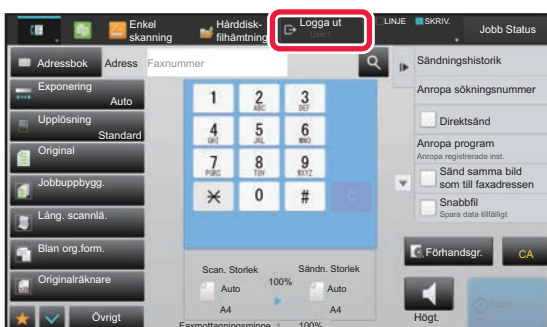 Enkel
skanning
Hårddisk-
filhämtning
Logga ut
User1
LINJE
SKRIV.
Jobb Status
Adressbok
Adress
Faxnummer
Sändningshistorik
Exponering
Auto
Upplösning
Standard
Original
Jobbuppbygg.
Lång. scannlä.
Blan org.form.
Originalräknare
Övrigt
1
2
ABC
3
DEF
4
GHI
5
JKL
6
MNO
7
PQRS
8
TUV
9
WXYZ
0
#
Scan. Storlek
Auto
A4
100%
Sändn. Storlek
Auto
A4
Faxmottagningsminne
100%
Anropa sökningsnummer
Direktsänd
Anropa program
Anropa registrerade inst.
Sänd samma bild
som till faxadressen
Snabbfil
Spara data tillfälligt
Förhandsgr.
CA
Högt.
Start